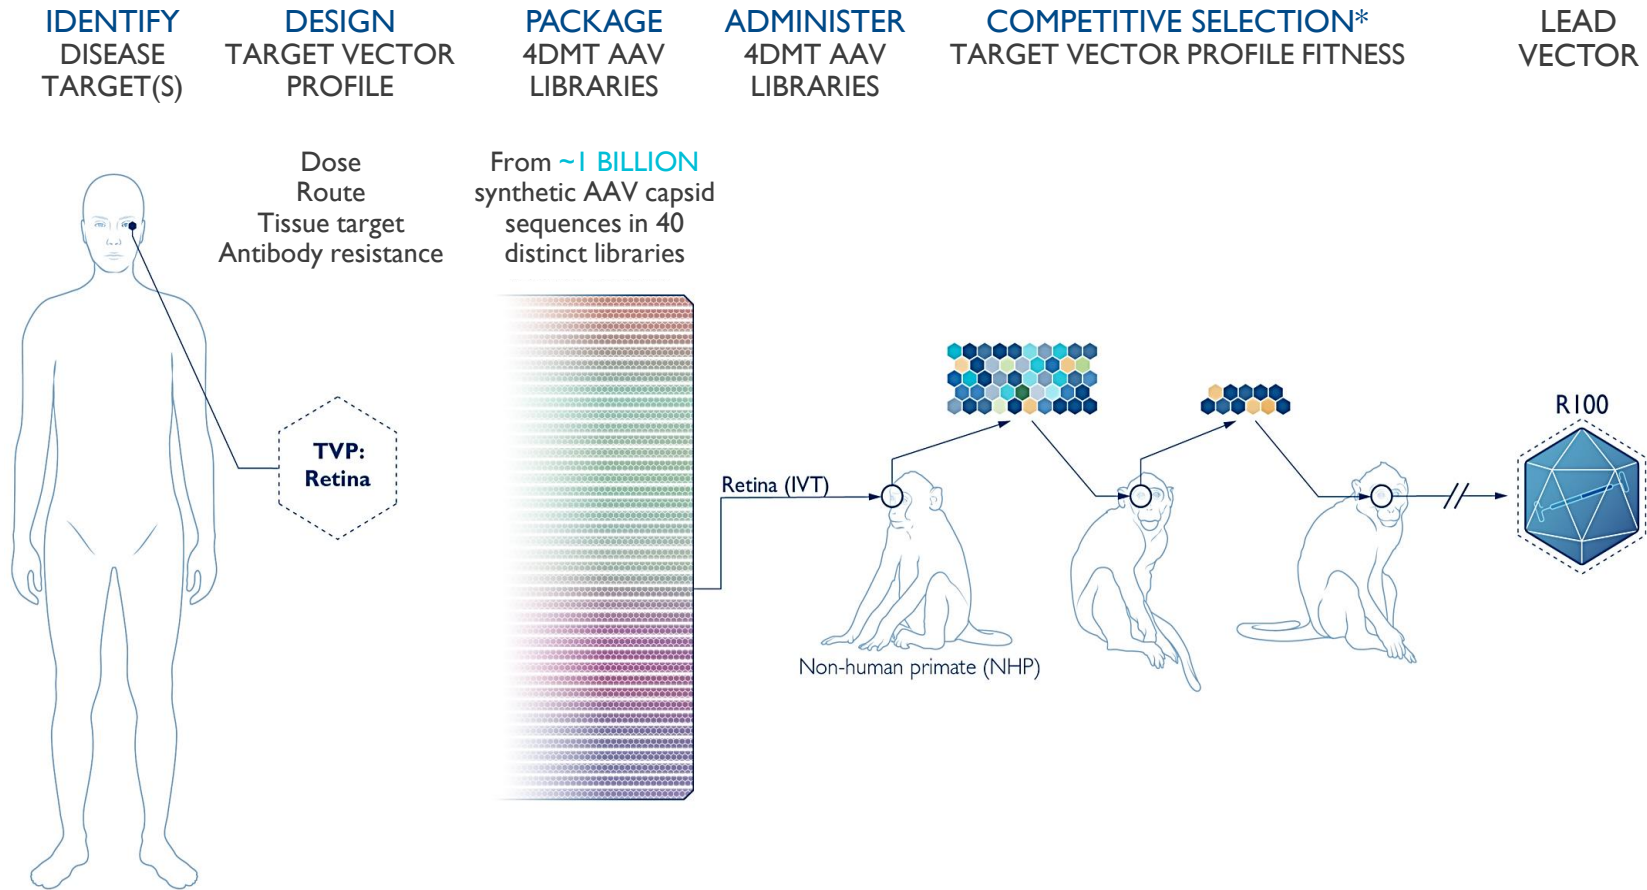 IDENTIFY
DISEASE
TARGET(S)
DESIGN
TARGET VECTOR
PROFILE
PACKAGE
4DMT AAV
LIBRARIES
ADMINISTER
4DMT AAV
LIBRARIES
COMPETITIVE SELECTION*
TARGET VECTOR PROFILE FITNESS
LEAD
VECTOR
Dose
Route
Tissue target
Antibody resistance
From ~1 BILLION
synthetic AAV capsid
sequences in 40
distinct libraries
TVP:
Retina
Retina (IVT)
Non-human primate (NHP)
R100